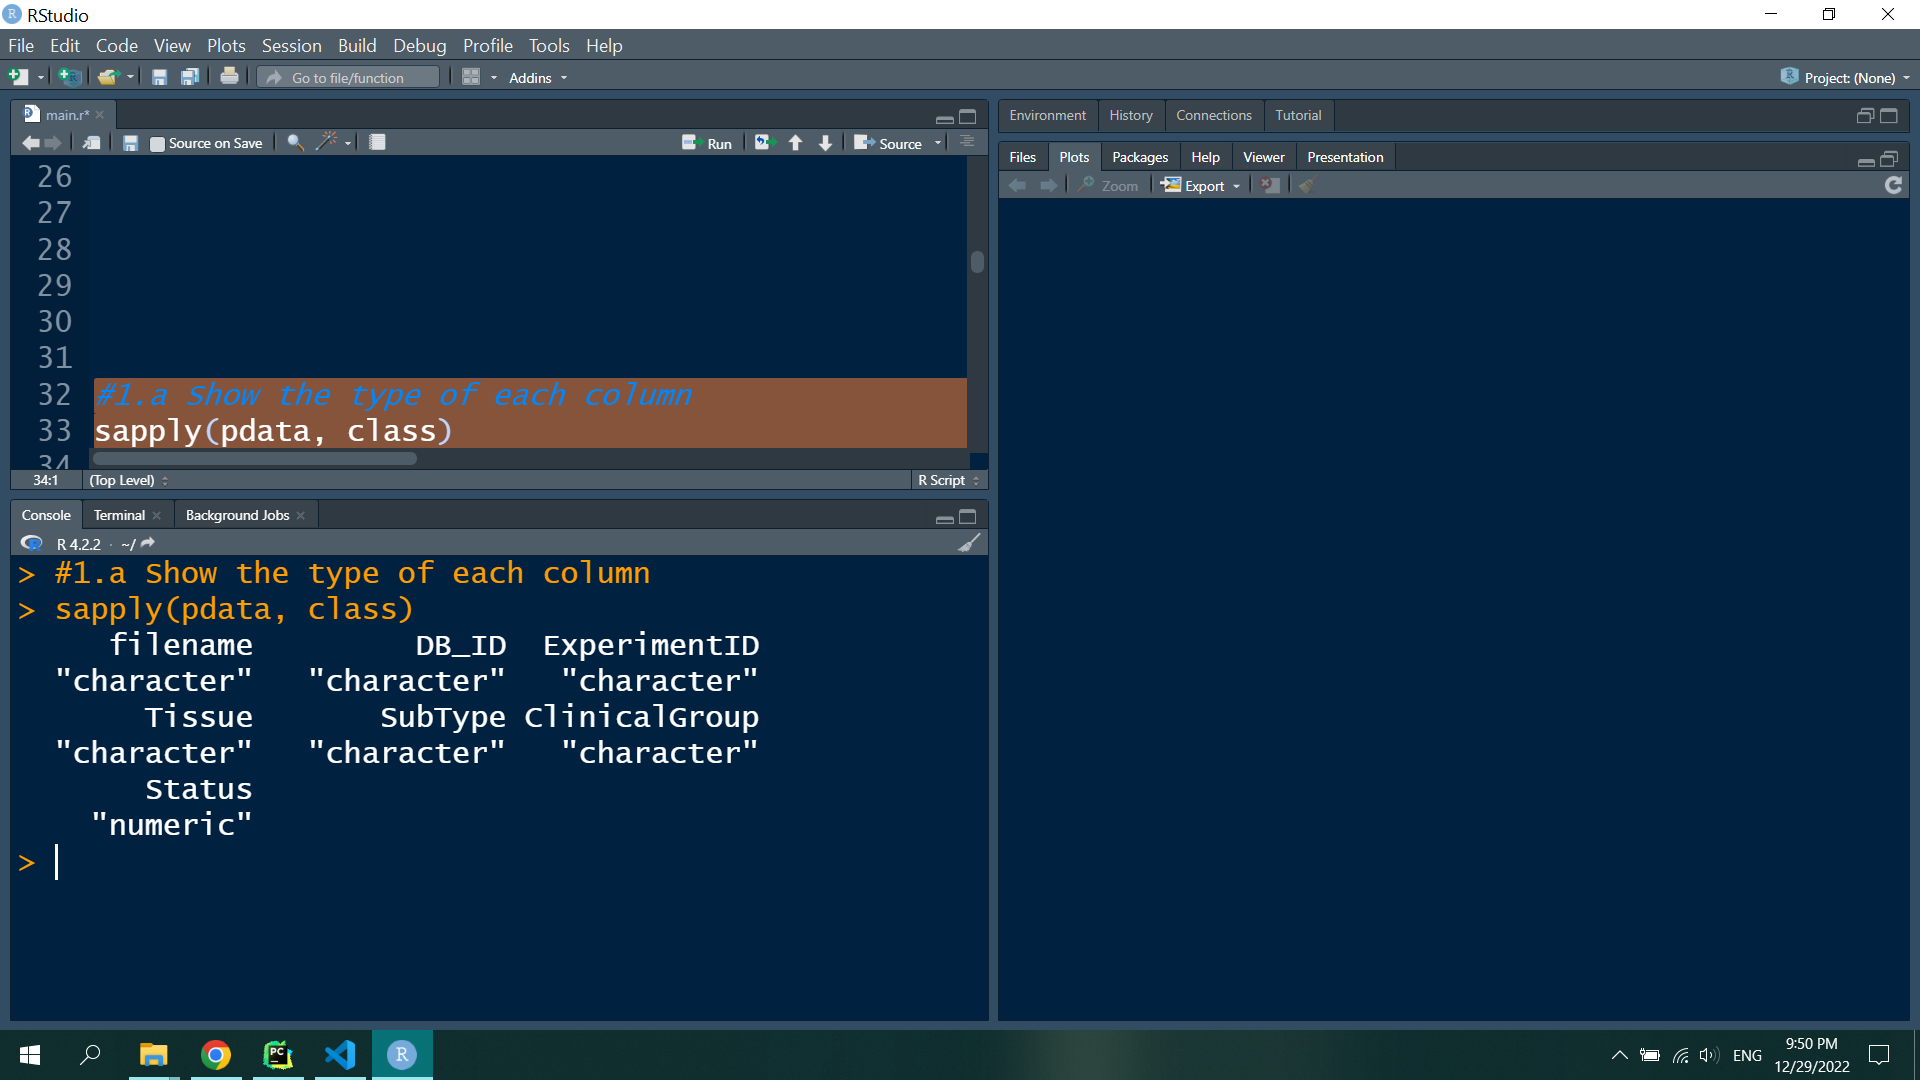 RStudio
File Edit Code View Plots Session Build Debug Profile Tools Help
Go to file/function Addins Project: (None)
main.r*
Source on Save Run Source
26
27
28
29
30
31
32 #1.a Show the type of each column
33 sapply(pdata, class)
34
34:1 (Top Level) R Script
Console Terminal Background Jobs
R 4.2.2 · ~/
> #1.a Show the type of each column
> sapply(pdata, class)
filename DB_ID ExperimentID
"character" "character" "character"
Tissue SubType ClinicalGroup
"character" "character" "character"
Status
"numeric"
>
Environment History Connections Tutorial
Files Plots Packages Help Viewer Presentation
Zoom Export
PC
R
ENG
9:50 PM
12/29/2022